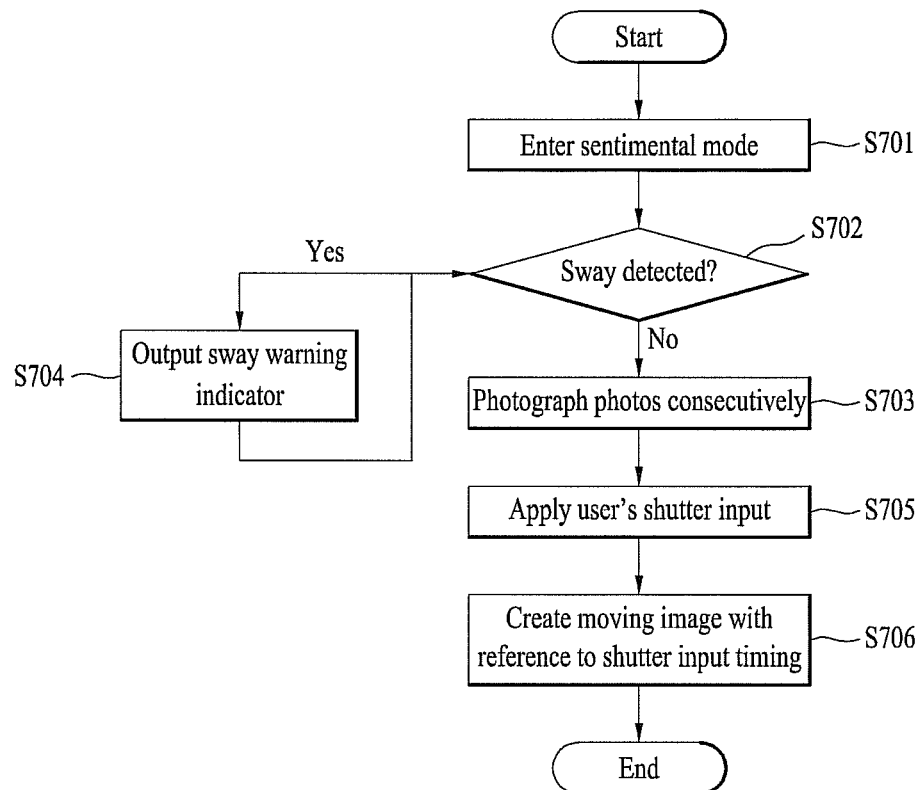 Start
Enter sentimental mode
S701
S702
Yes
Sway detected?
No
Output sway warning
indicator
S704
Photograph photos consecutively
S703
Apply user's shutter input
S705
Create moving image with
reference to shutter input timing
S706
End